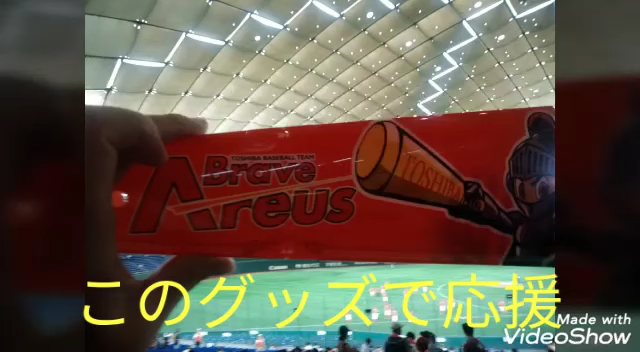 TOSHIBA BASEBALL TEAM
Brave
Areus
TOSHIBA
このグッズで応援
Made with
VideoShow